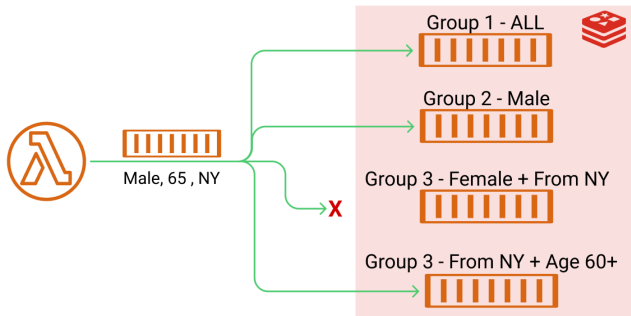 Group 1 - ALL
Group 2 - Male
Male, 65 , NY
Group 3 - Female + From NY
X
Group 3 - From NY + Age 60+